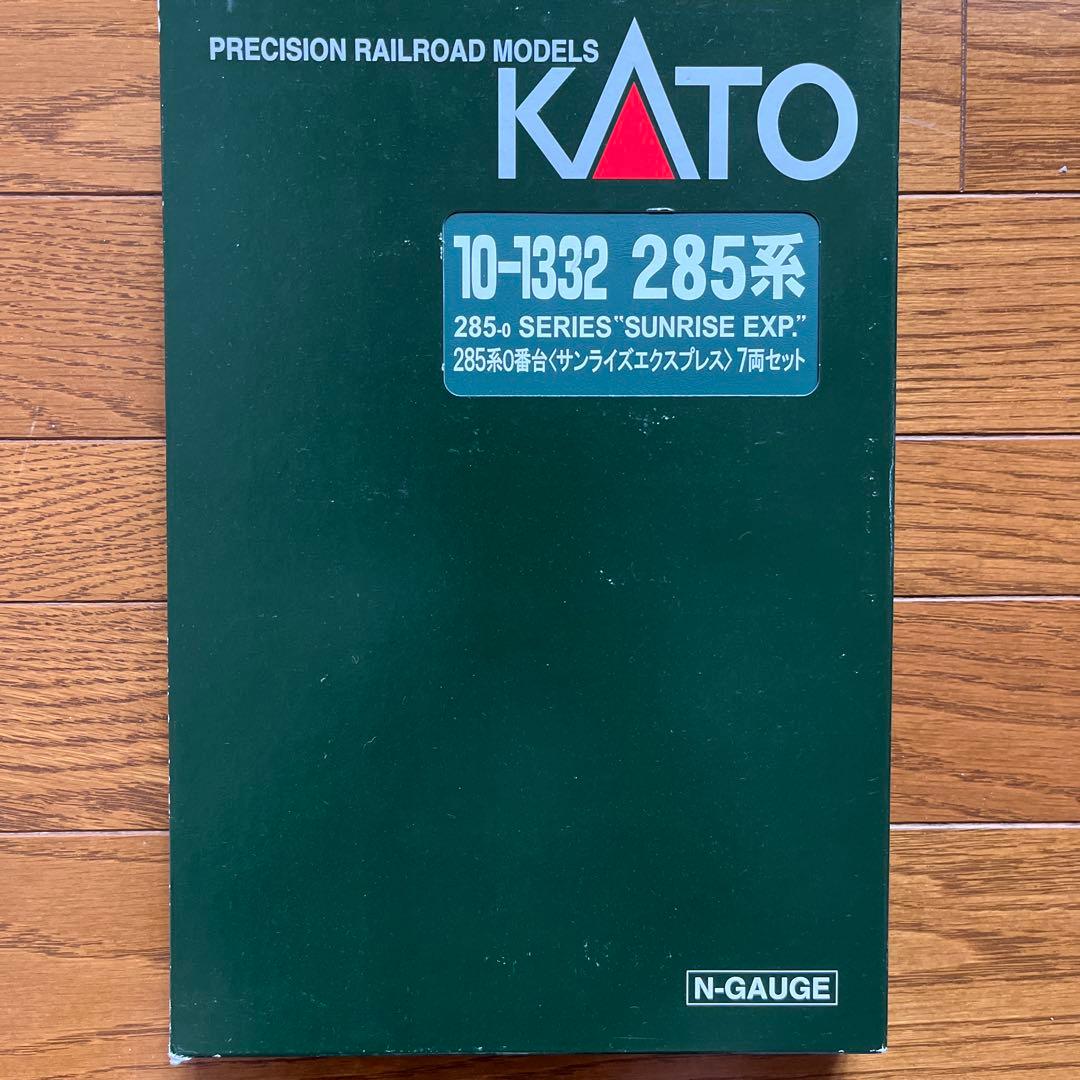 PRECISION RAILROAD MODELS
KATO
10-1332 285系
285-0 SERIES "SUNRISE EXP."
285系0番台〈サンライズエクスプレス〉7両セット
N-GAUGE